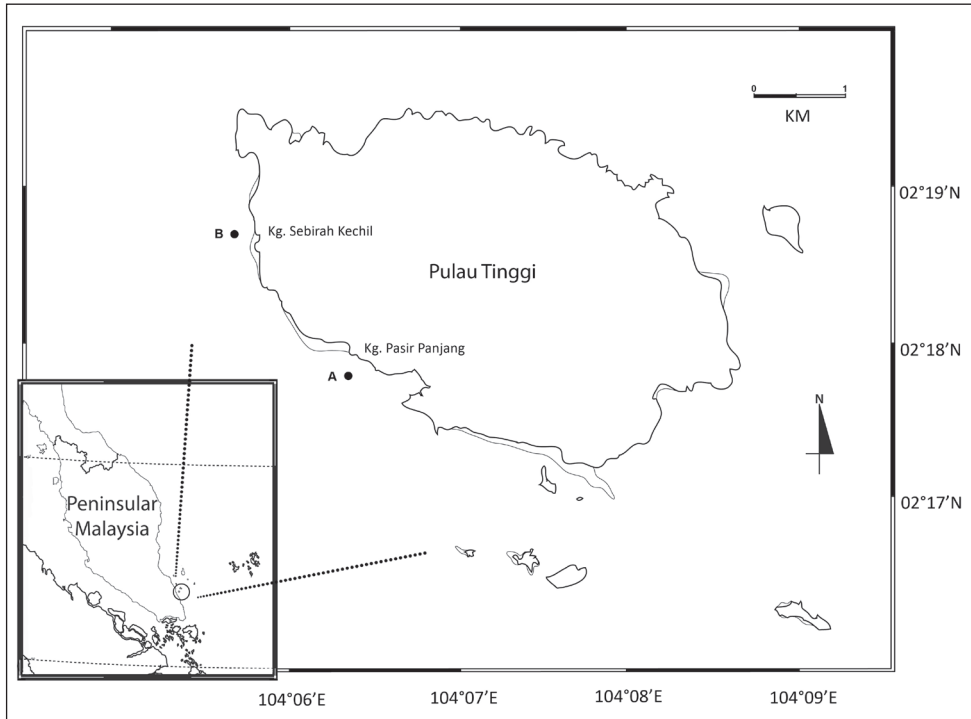 0 1
KM
02°19′N
B
Kg. Sebirah Kechil
Pulau Tinggi
Kg. Pasir Panjang
02°18′N
A
N
Peninsular
Malaysia
02°17′N
104°06′E 104°07′E 104°08′E 104°09′E